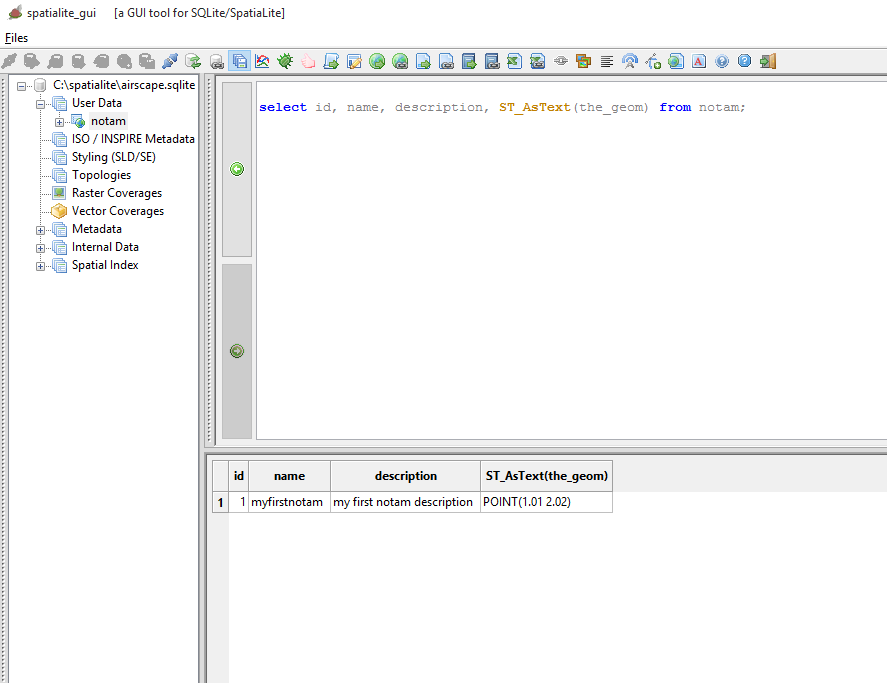 spatialite_gui [a GUI tool for SQLite/SpatiaLite]
Files
C:\spatialite\airscape.sqlite
User Data
notam
ISO / INSPIRE Metadata
Styling (SLD/SE)
Topologies
Raster Coverages
Vector Coverages
Metadata
Internal Data
Spatial Index
select id, name, description, ST_AsText(the_geom) from notam;
id name description ST_AsText(the_geom)
1 1 myfirstnotam my first notam description POINT(1.01 2.02)